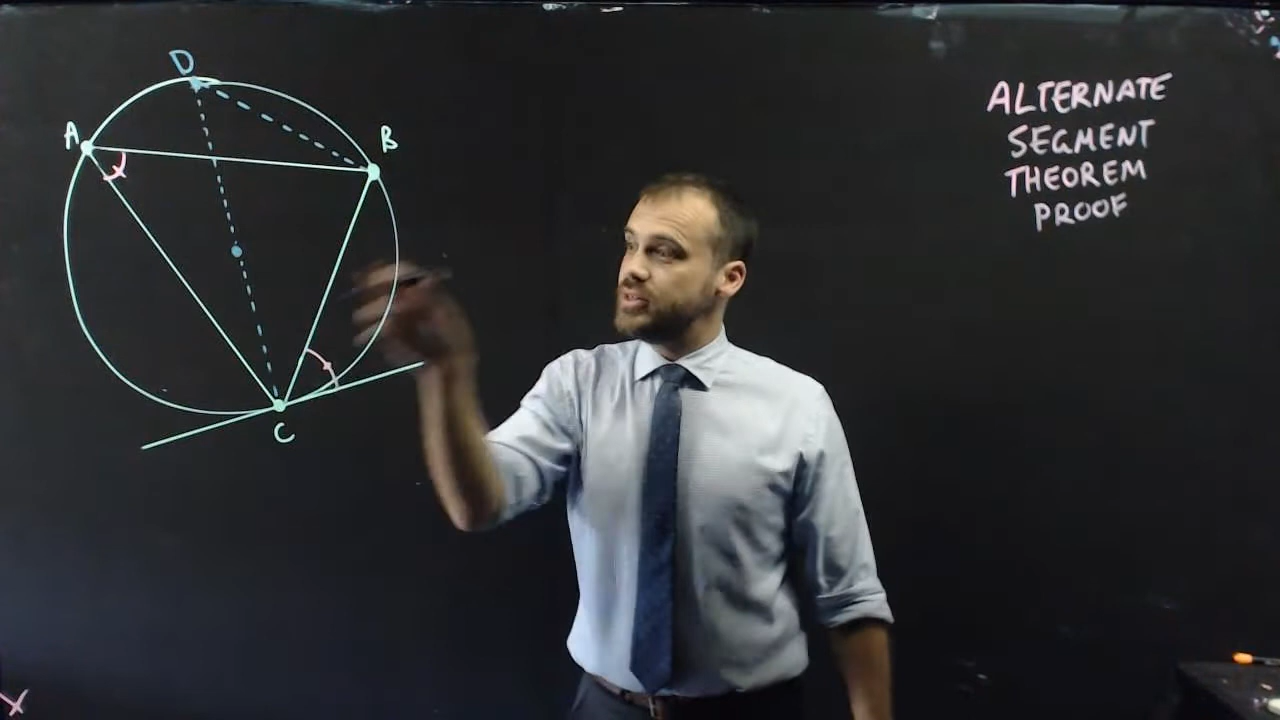 D
A
B
C
ALTERNATE
SEGMENT
THEOREM
PROOF